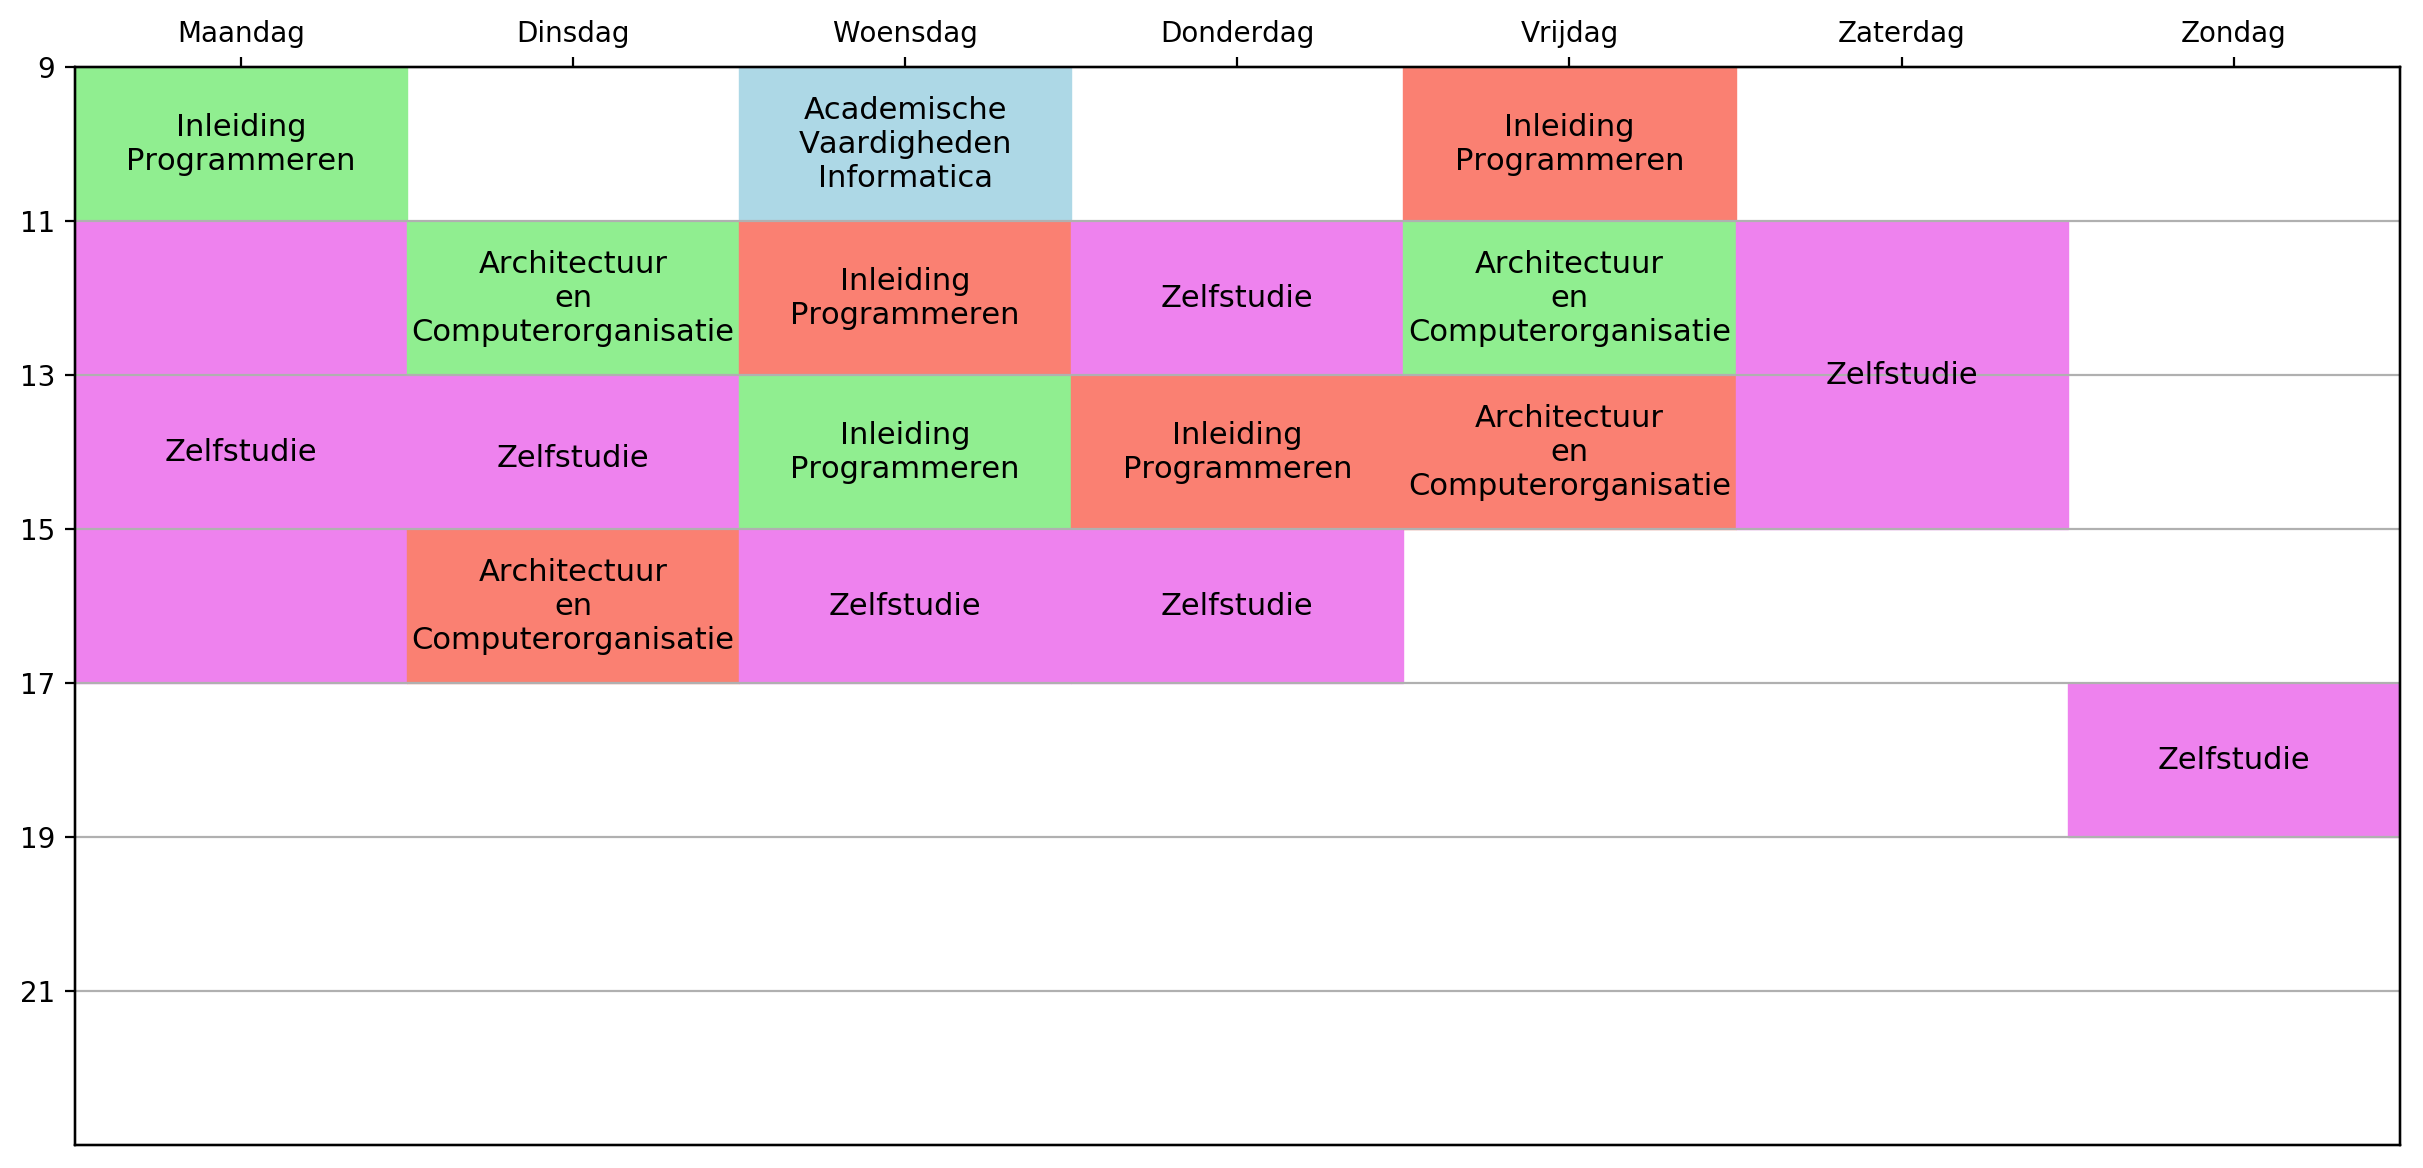 Maandag Dinsdag Woensdag Donderdag Vrijdag Zaterdag Zondag
9
Inleiding
Programmeren
Academische
Vaardigheden
Informatica
Inleiding
Programmeren
11
Architectuur
en
Computerorganisatie
Inleiding
Programmeren
Zelfstudie
Architectuur
en
Computerorganisatie
Zelfstudie
13
Zelfstudie
Zelfstudie
Inleiding
Programmeren
Inleiding
Programmeren
Architectuur
en
Computerorganisatie
15
Architectuur
en
Computerorganisatie
Zelfstudie
Zelfstudie
17
Zelfstudie
19
21